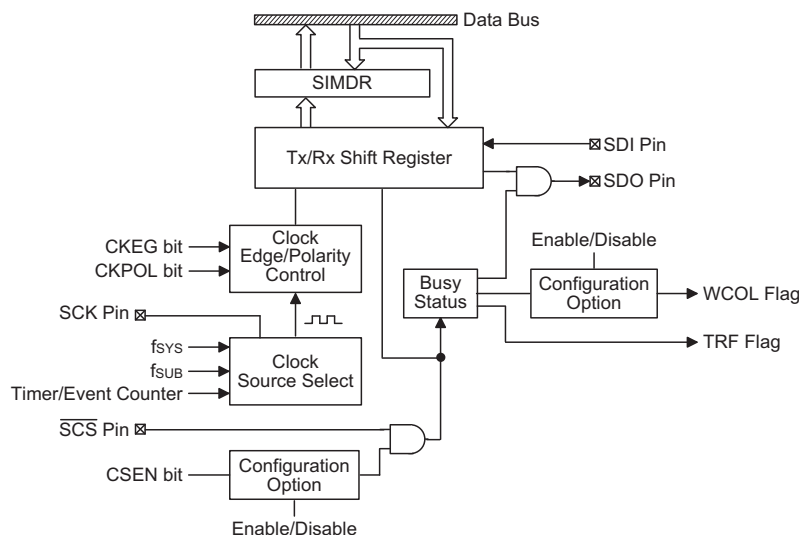 Data Bus
SIMDR
Tx/Rx Shift Register
SDI Pin
SDO Pin
CKEG bit
CKPOL bit
Clock
Edge/Polarity
Control
Enable/Disable
Busy
Status
Configuration
Option
WCOL Flag
SCK Pin
TRF Flag
fSYS
fSUB
Timer/Event Counter
Clock
Source Select
SCS Pin
CSEN bit
Configuration
Option
Enable/Disable